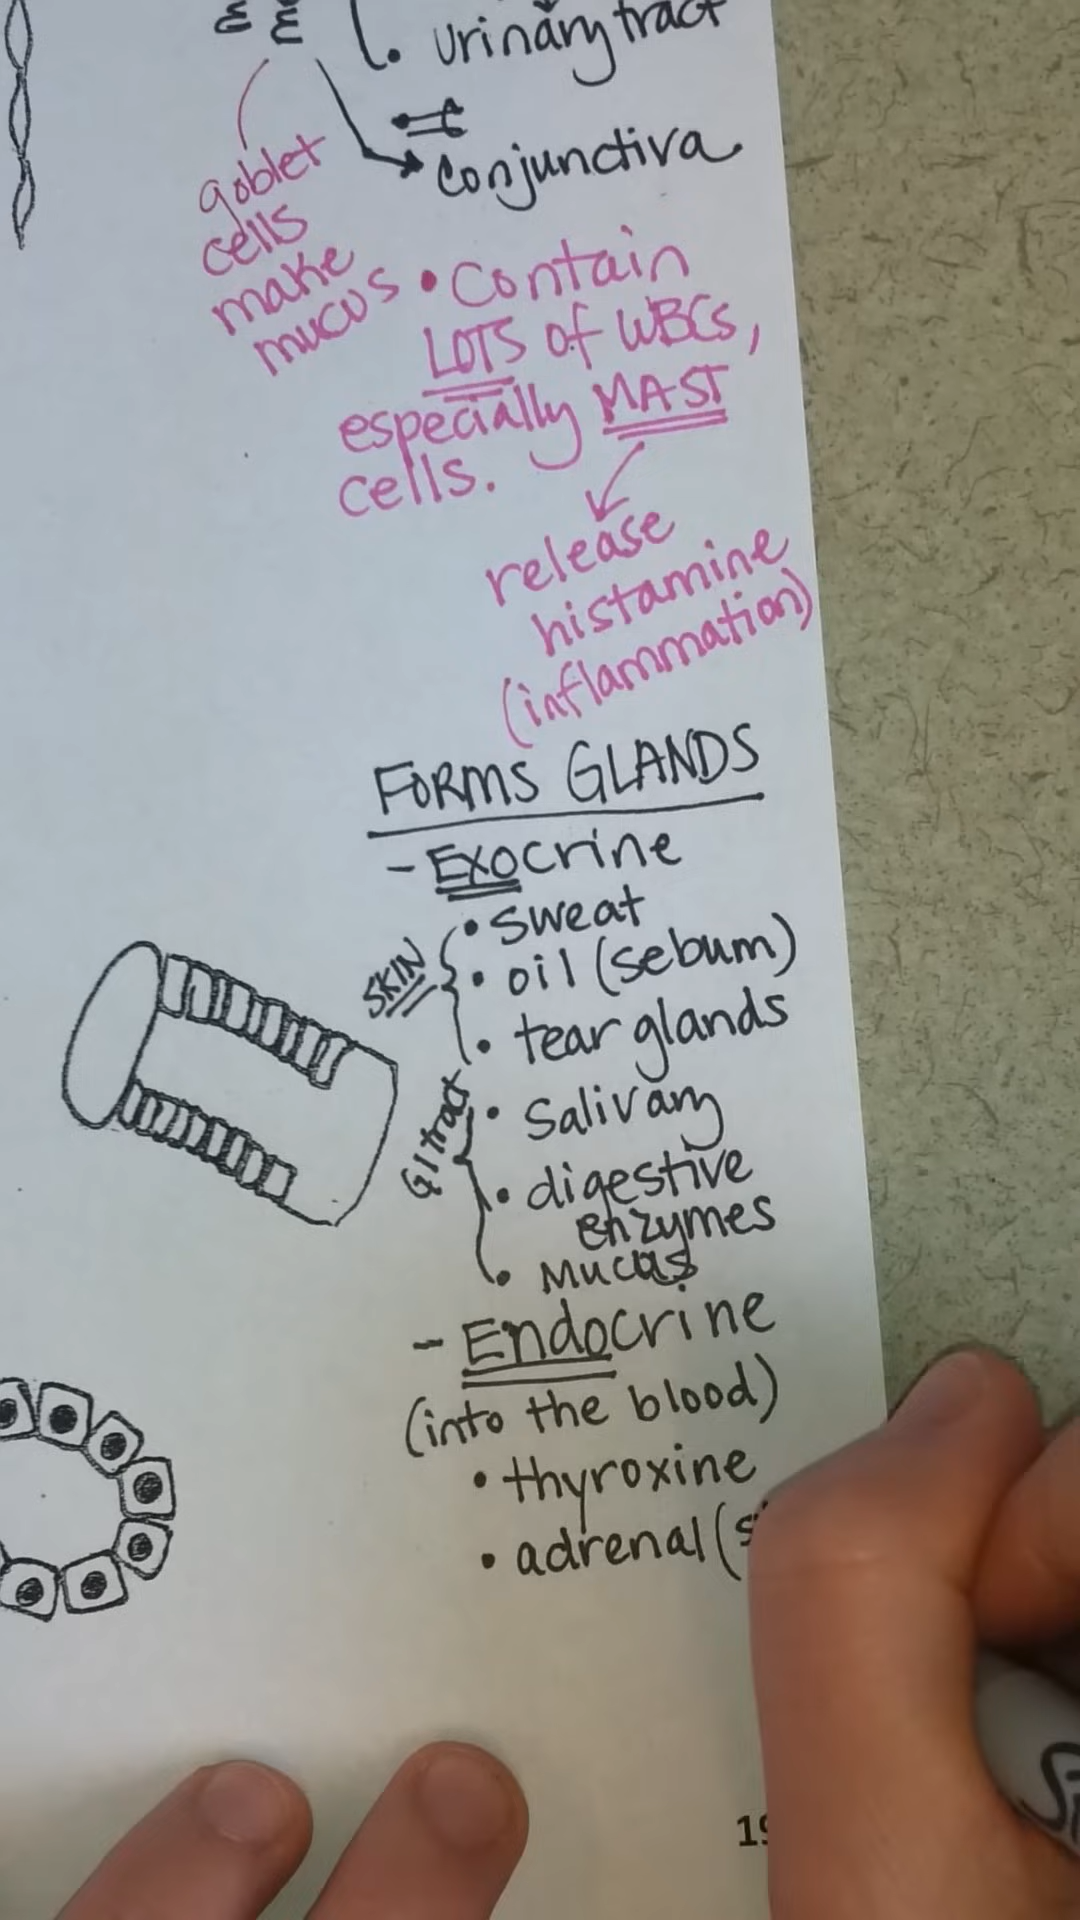 urinary tract
conjunctiva
goblet
cells
make
mucus
• Contain
LOTS of WBCs,
especially MAST
cells.
release
histamine
(inflammation)
FORMS GLANDS
- Exocrine
SKIN
• sweat
• oil (sebum)
• tear glands
GI tract
• Salivary
• digestive
enzymes
• Mucus
- Endocrine
(into the blood)
• thyroxine
• adrenal (s
19